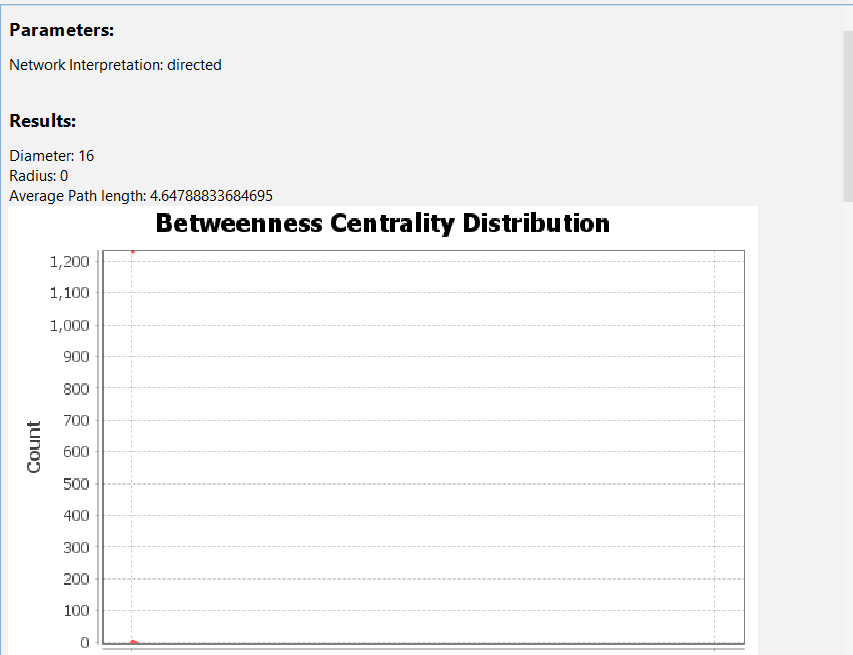 Parameters:
Network Interpretation: directed
Results:
Diameter: 16
Radius: 0
Average Path length: 4.64788833684695
Betweenness Centrality Distribution
1,200
1,100
1,000
900
800
700
600
500
400
300
200
100
0
Count